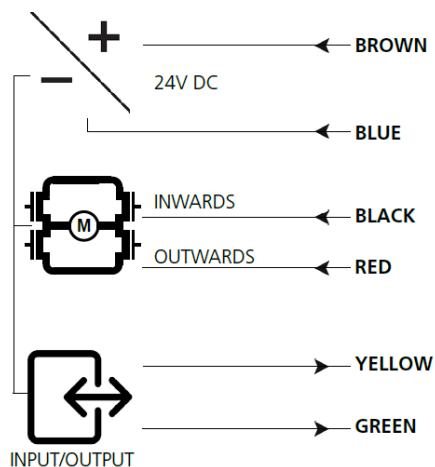 + BROWN
− 24V DC
BLUE
INWARDS
M BLACK
OUTWARDS
RED
YELLOW
GREEN
INPUT/OUTPUT